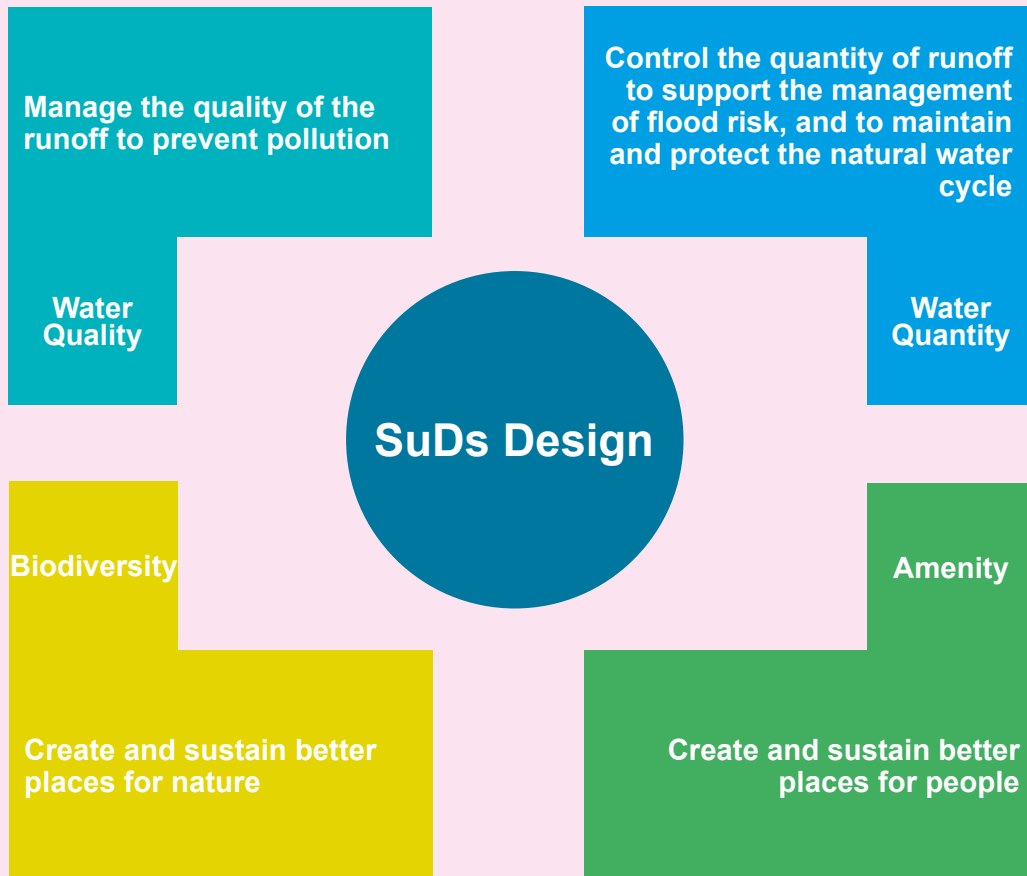 Manage the quality of the
runoff to prevent pollution
Water
Quality
Control the quantity of runoff
to support the management
of flood risk, and to maintain
and protect the natural water
cycle
Water
Quantity
SuDs Design
Biodiversity
Create and sustain better
places for nature
Amenity
Create and sustain better
places for people